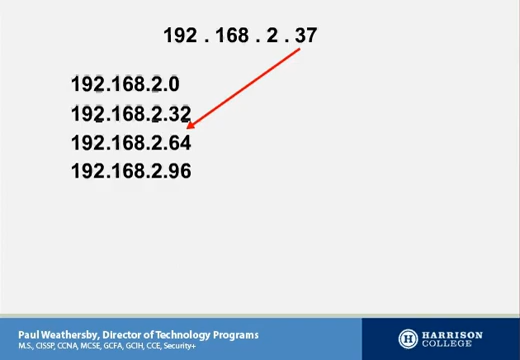 192 . 168 . 2 . 37
192.168.2.0
192.168.2.32
192.168.2.64
192.168.2.96
Paul Weathersby, Director of Technology Programs
M.S., CISSP, CCNA, MCSE, GCFA, GCIH, CCE, Security+
H HARRISON
COLLEGE